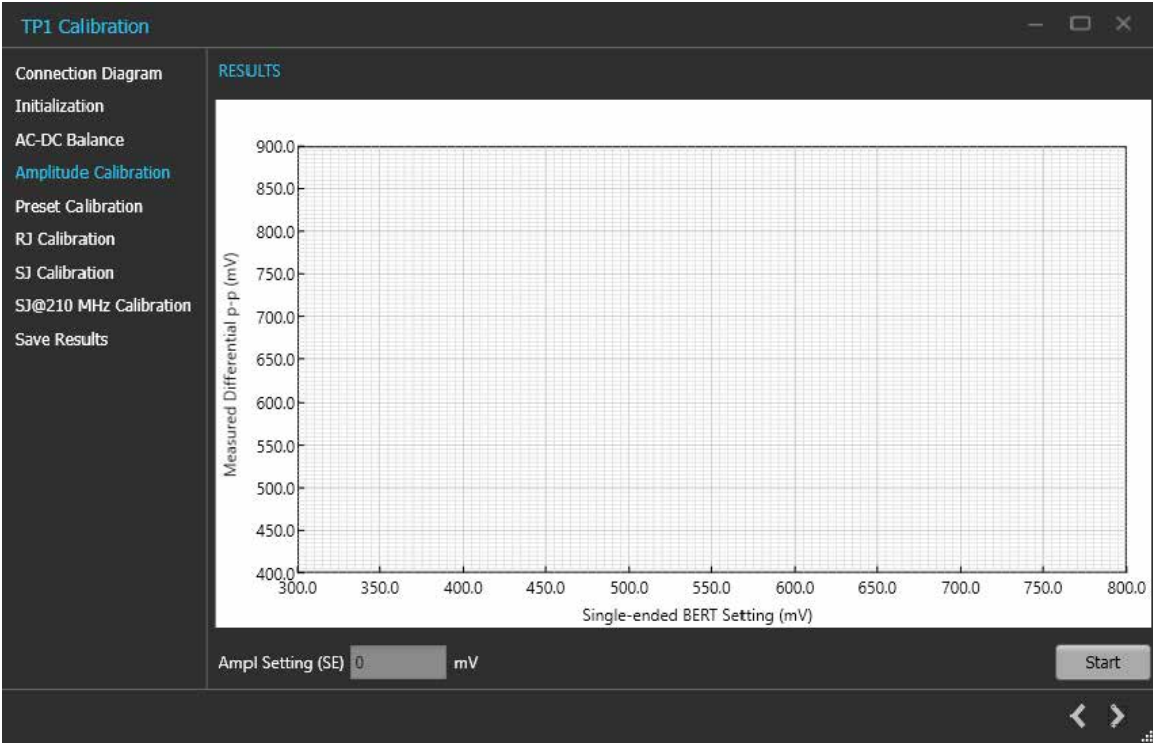 TP1 Calibration
Connection Diagram
Initialization
AC-DC Balance
Amplitude Calibration
Preset Calibration
RJ Calibration
SJ Calibration
SJ@210 MHz Calibration
Save Results
RESULTS
Measured Differential p-p (mV)
900.0
850.0
800.0
750.0
700.0
650.0
600.0
550.0
500.0
450.0
400.0
300.0 350.0 400.0 450.0 500.0 550.0 600.0 650.0 700.0 750.0 800.0
Single-ended BERT Setting (mV)
Ampl Setting (SE) 0 mV
Start